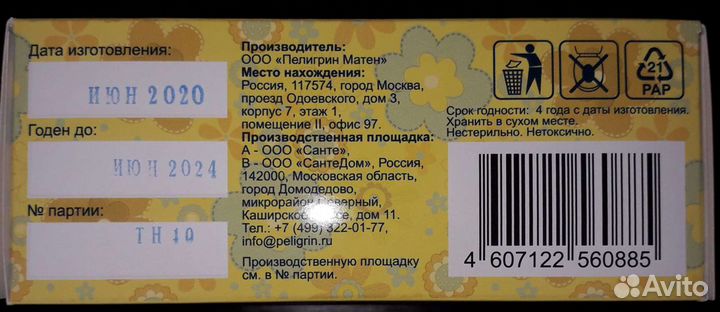 Дата изготовления:
ИЮН 2020
Годен до:
ИЮН 2024
№ партии:
ТН 10
Производитель:
ООО «Пелигрин Матен»
Место нахождения:
Россия, 117574, город Москва,
проезд Одоевского, дом 3,
корпус 7, этаж 1,
помещение II, офис 97.
Производственная площадка:
А - ООО «Санте»,
В - ООО «СантеДом», Россия,
142000, Московская область,
город Домодедово,
микрорайон Северный,
Каширское шоссе, дом 11.
Тел.: +7 (499) 322-01-77,
info@peligrin.ru
Производственную площадку
см. в № партии.
21
PAP
Срок годности: 4 года с даты изготовления.
Хранить в сухом месте.
Нестерильно. Нетоксично.
4 607122 560885
Avito